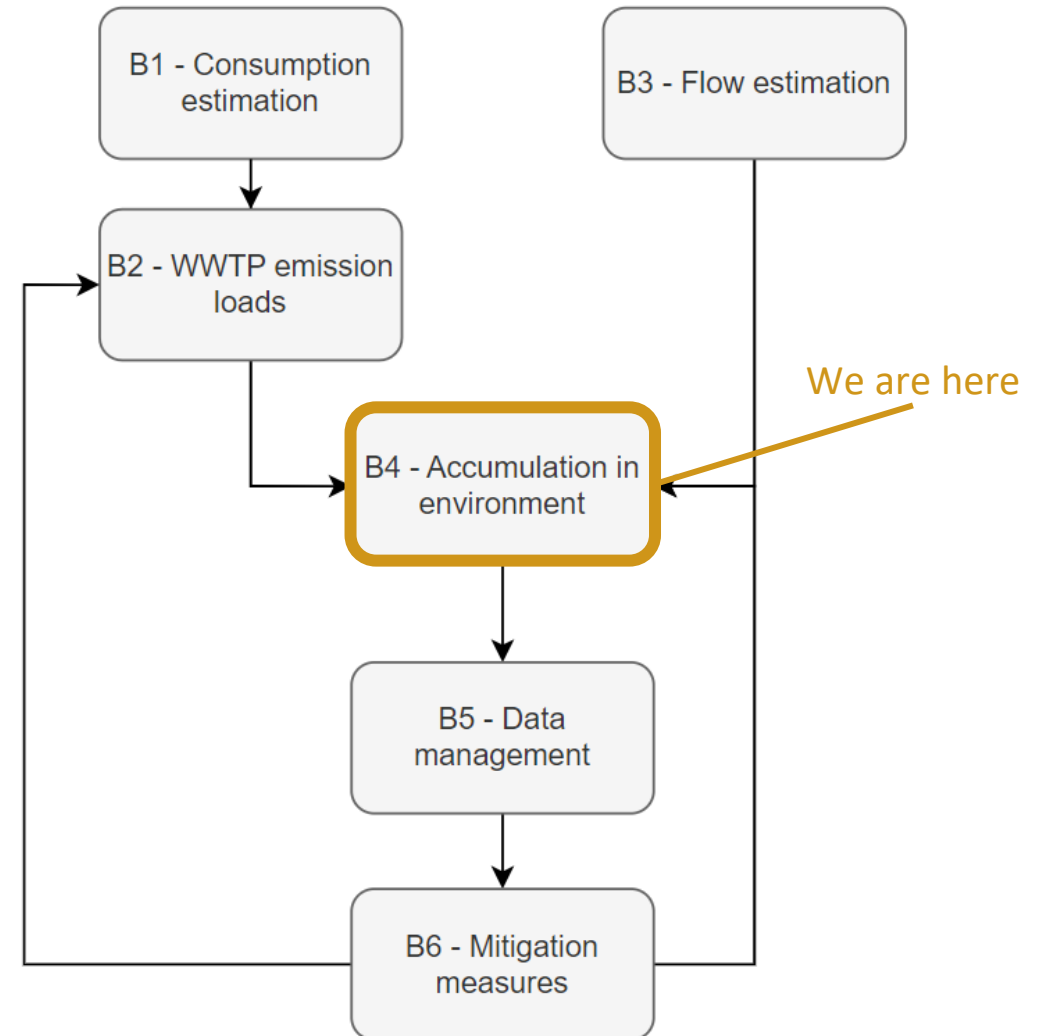 B1 - Consumption
estimation
B3 - Flow estimation
B2 - WWTP emission
loads
We are here
B4 - Accumulation in
environment
B5 - Data
management
B6 - Mitigation
measures